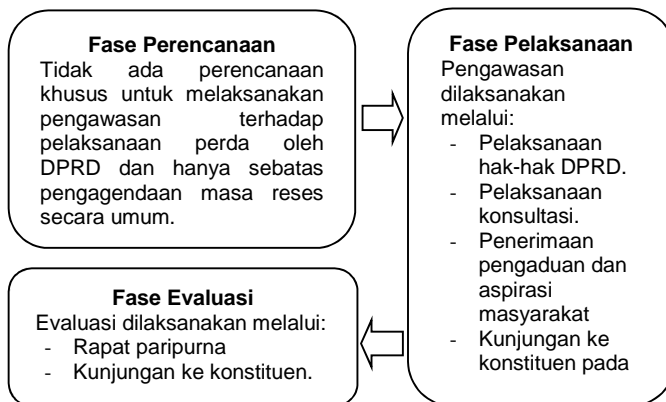 Fase Perencanaan
Tidak ada perencanaan
khusus untuk melaksanakan
pengawasan terhadap
pelaksanaan perda oleh
DPRD dan hanya sebatas
pengagendaan masa reses
secara umum.
Fase Pelaksanaan
Pengawasan
dilaksanakan
melalui:
- Pelaksanaan
hak-hak DPRD.
- Pelaksanaan
konsultasi.
- Penerimaan
pengaduan dan
aspirasi
masyarakat
- Kunjungan ke
konstituen pada
Fase Evaluasi
Evaluasi dilaksanakan melalui:
- Rapat paripurna
- Kunjungan ke konstituen.